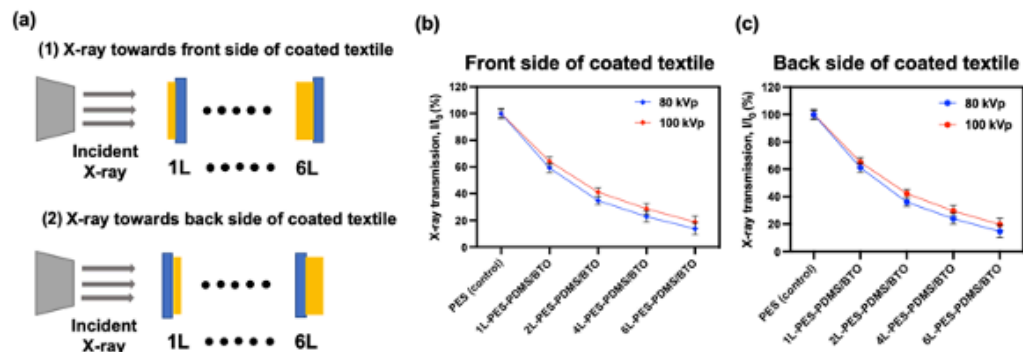 (a)
(1) X-ray towards front side of coated textile
Incident
X-ray
1L
6L
(2) X-ray towards back side of coated textile
Incident
X-ray
1L
6L
(b)
Front side of coated textile
X-ray transmission, I/I₀ (%)
120
100
80
60
40
20
0
80 kVp
100 kVp
PES (control)
1L-PES-PDMS/BTO
2L-PES-PDMS/BTO
4L-PES-PDMS/BTO
6L-PES-PDMS/BTO
(c)
Back side of coated textile
X-ray transmission, I/I₀ (%)
120
100
80
60
40
20
0
80 kVp
100 kVp
PES (control)
1L-PES-PDMS/BTO
2L-PES-PDMS/BTO
4L-PES-PDMS/BTO
6L-PES-PDMS/BTO